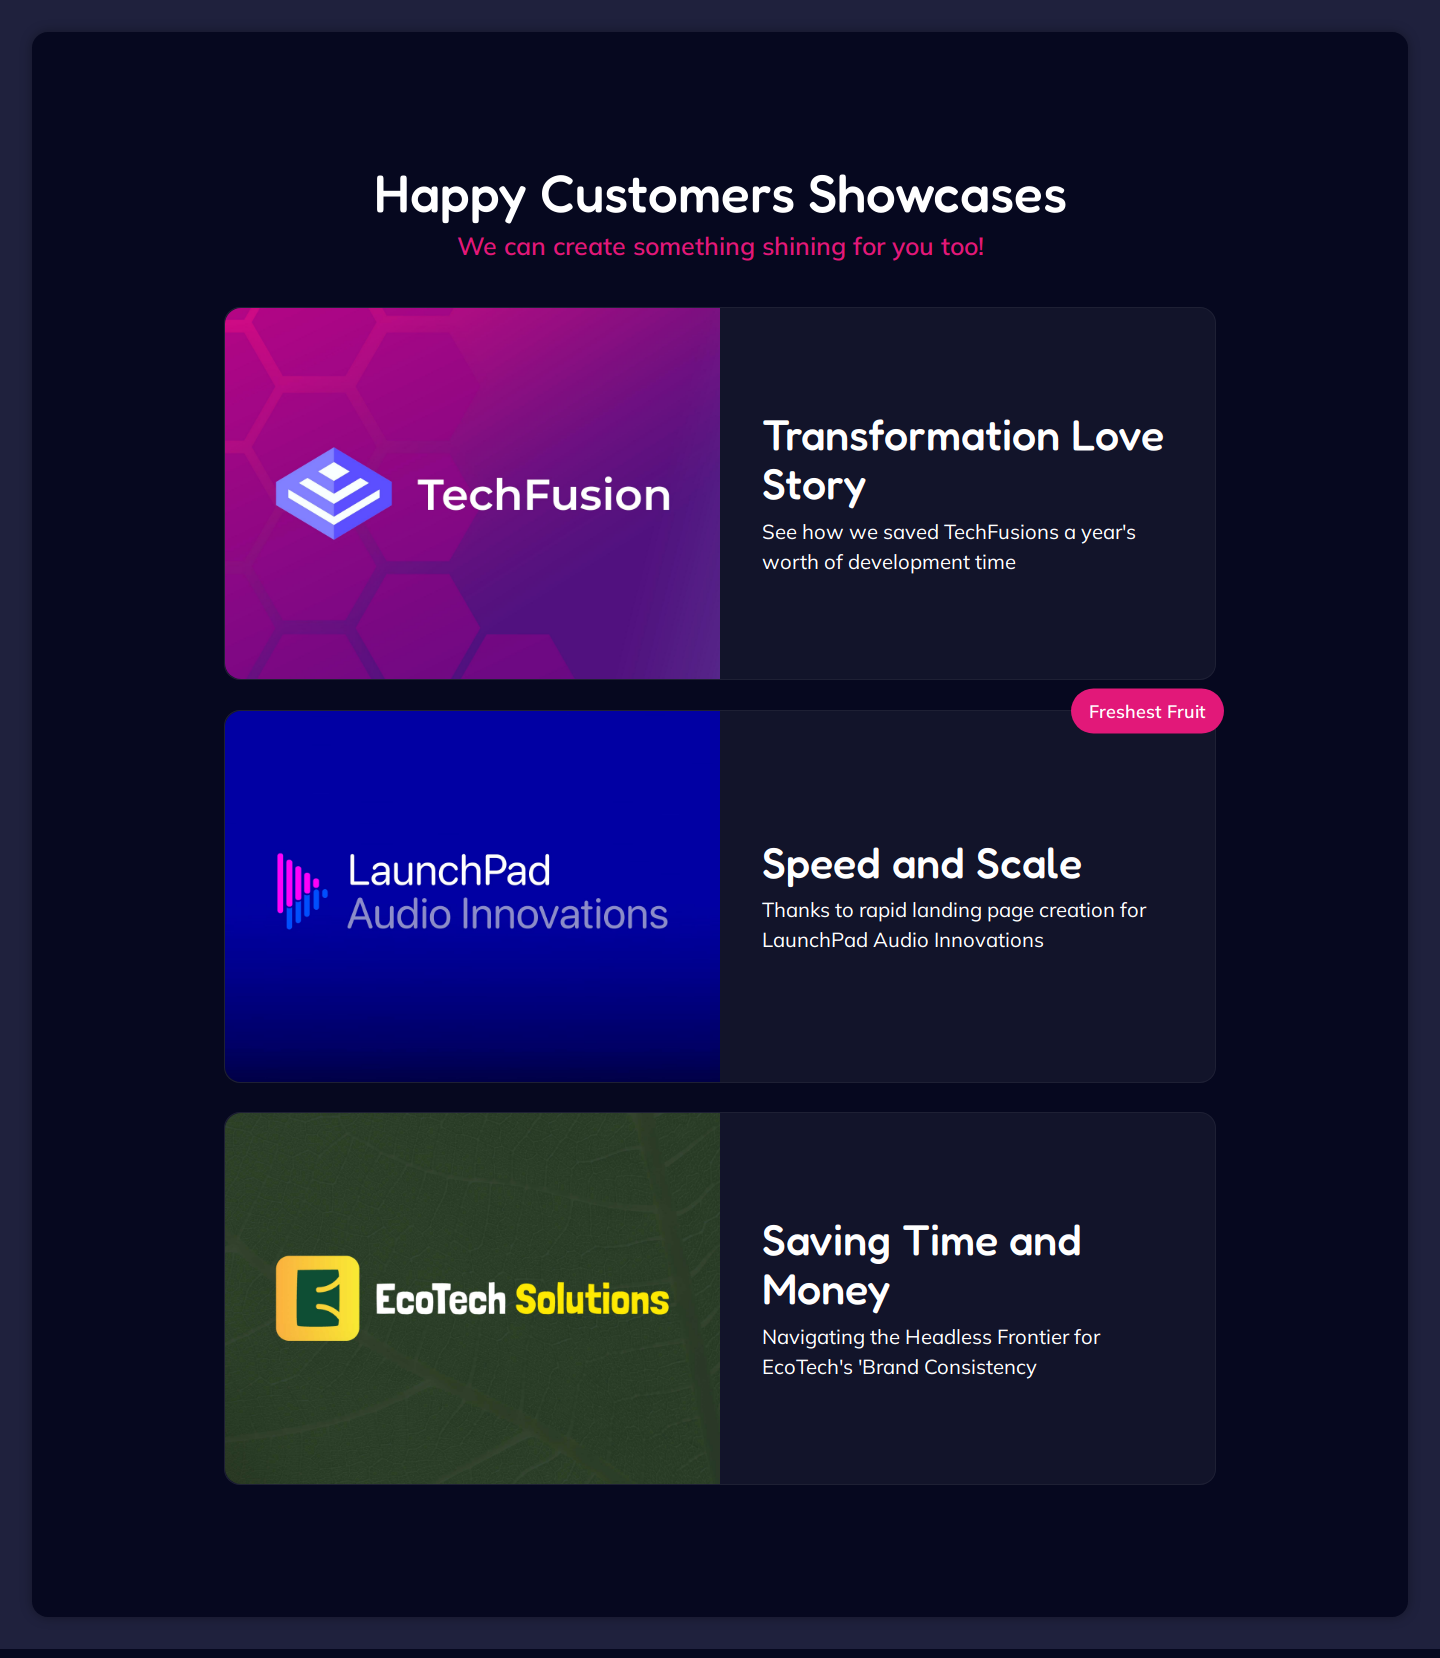 Happy Customers Showcases
We can create something shining for you too!
TechFusion
Transformation Love
Story
See how we saved TechFusions a year's
worth of development time
Freshest Fruit
LaunchPad
Audio Innovations
Speed and Scale
Thanks to rapid landing page creation for
LaunchPad Audio Innovations
EcoTech Solutions
Saving Time and
Money
Navigating the Headless Frontier for
EcoTech's 'Brand Consistency